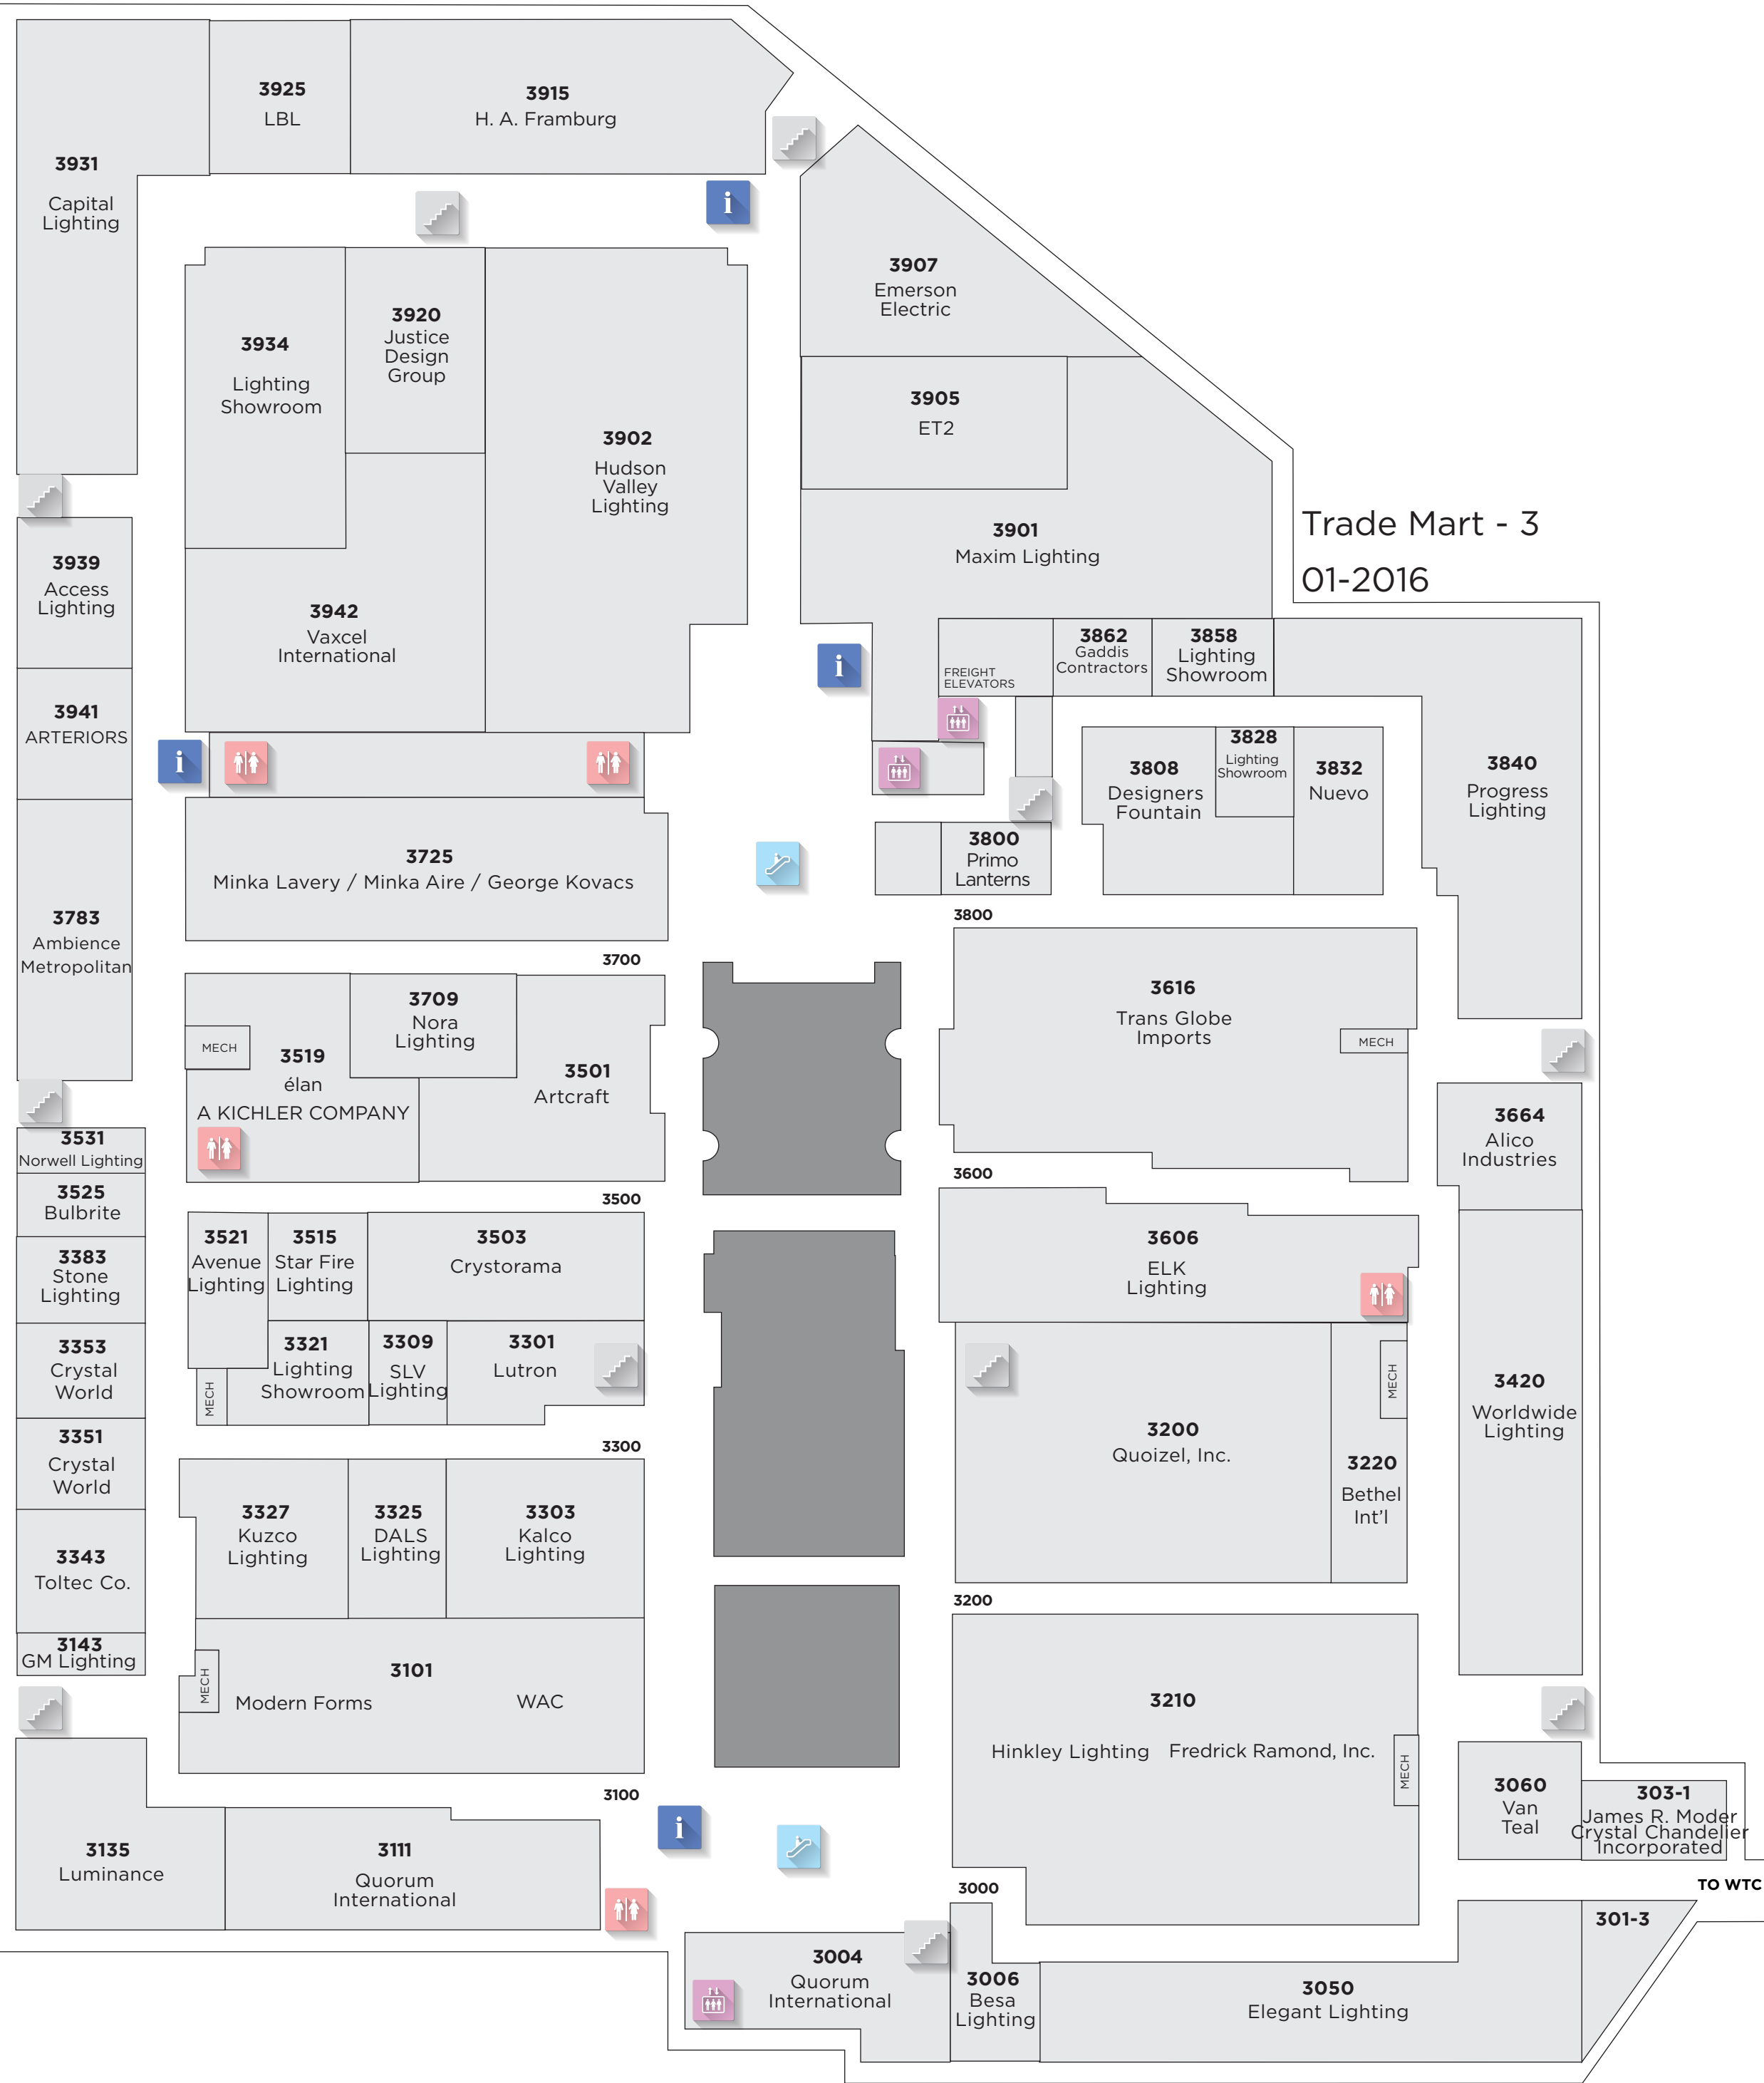 3925
LBL
3915
H. A. Framburg
3931
Capital
Lighting
i
3907
Emerson
Electric
3934
Lighting
Showroom
3920
Justice
Design
Group
3902
Hudson
Valley
Lighting
3905
ET2
3901
Maxim Lighting
Trade Mart - 3
01-2016
3939
Access
Lighting
3942
Vaxcel
International
i
FREIGHT
ELEVATORS
3862
Gaddis
Contractors
3858
Lighting
Showroom
3941
ARTERIORS
i
3808
Designers
Fountain
3828
Lighting
Showroom
3832
Nuevo
3840
Progress
Lighting
3725
Minka Lavery / Minka Aire / George Kovacs
3800
Primo
Lanterns
3783
Ambience
Metropolitan
3800
3700
3709
Nora
Lighting
MECH
3519
élan
A KICHLER COMPANY
3501
Artcraft
3616
Trans Globe
Imports
MECH
3531
Norwell Lighting
3664
Alico
Industries
3525
Bulbrite
3500
3600
3521
Avenue
Lighting
3515
Star Fire
Lighting
3503
Crystorama
3606
ELK
Lighting
3383
Stone
Lighting
3353
Crystal
World
3321
Lighting
Showroom
MECH
3309
SLV
Lighting
3301
Lutron
MECH
3420
Worldwide
Lighting
3200
Quoizel, Inc.
3220
Bethel
Int'l
3351
Crystal
World
3300
3327
Kuzco
Lighting
3325
DALS
Lighting
3303
Kalco
Lighting
3343
Toltec Co.
3200
3143
GM Lighting
MECH
3101
Modern Forms
WAC
3210
Hinkley Lighting
Fredrick Ramond, Inc.
MECH
3060
Van
Teal
303-1
James R. Moder
Crystal Chandelier
Incorporated
3100
i
3135
Luminance
3111
Quorum
International
3000
TO WTC
301-3
3004
Quorum
International
3006
Besa
Lighting
3050
Elegant Lighting